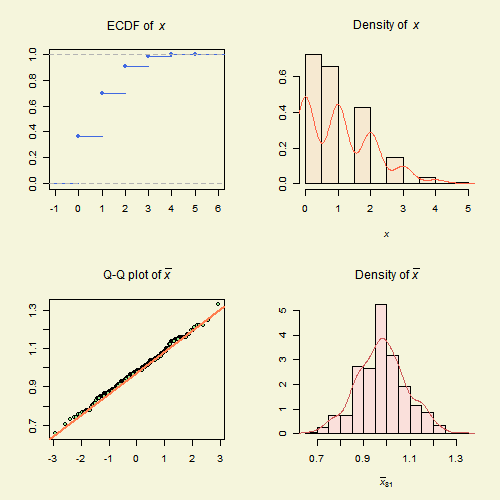 ECDF of x
1.0
0.8
0.6
0.4
0.2
0.0
-1 0 1 2 3 4 5 6
Density of x
0.6
0.4
0.2
0.0
0 1 2 3 4 5
x
Q-Q plot of x̅
1.3
1.1
0.9
0.7
-3 -2 -1 0 1 2 3
Density of x̅
5
4
3
2
1
0
0.7 0.9 1.1 1.3
x̅81